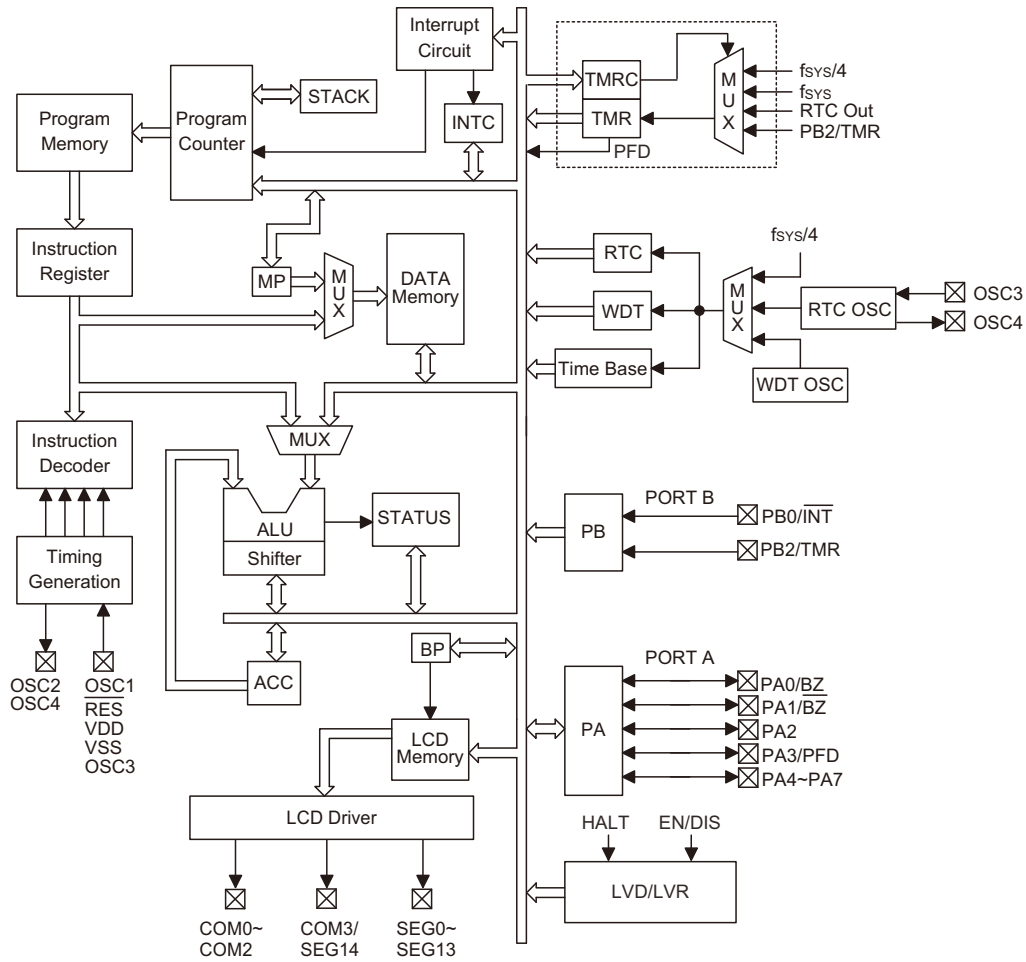 Interrupt
Circuit
TMRC
TMR
PFD
MUX
fSYS/4
fSYS
RTC Out
PB2/TMR
STACK
INTC
Program
Memory
Program
Counter
Instruction
Register
MP
MUX
DATA
Memory
RTC
WDT
Time Base
MUX
fSYS/4
RTC OSC
OSC3
OSC4
WDT OSC
Instruction
Decoder
MUX
ALU
Shifter
STATUS
PB
PORT B
PB0/I̅N̅T̅
PB2/TMR
Timing
Generation
OSC2
OSC4
OSC1
R̅E̅S̅
VDD
VSS
OSC3
ACC
BP
LCD
Memory
PA
PORT A
PA0/BZ
PA1/B̅Z̅
PA2
PA3/PFD
PA4~PA7
LCD Driver
HALT
EN/DIS
LVD/LVR
COM0~
COM2
COM3/
SEG14
SEG0~
SEG13